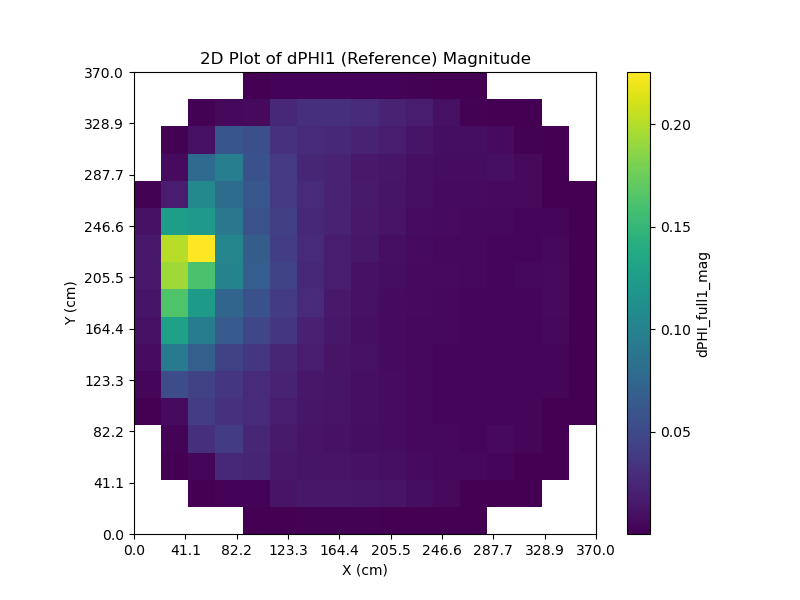 2D Plot of dPHI1 (Reference) Magnitude
370.0
328.9
287.7
246.6
205.5
164.4
123.3
82.2
41.1
0.0
Y (cm)
0.0 41.1 82.2 123.3 164.4 205.5 246.6 287.7 328.9 370.0
X (cm)
0.20
0.15
0.10
0.05
dPHI_full1_mag